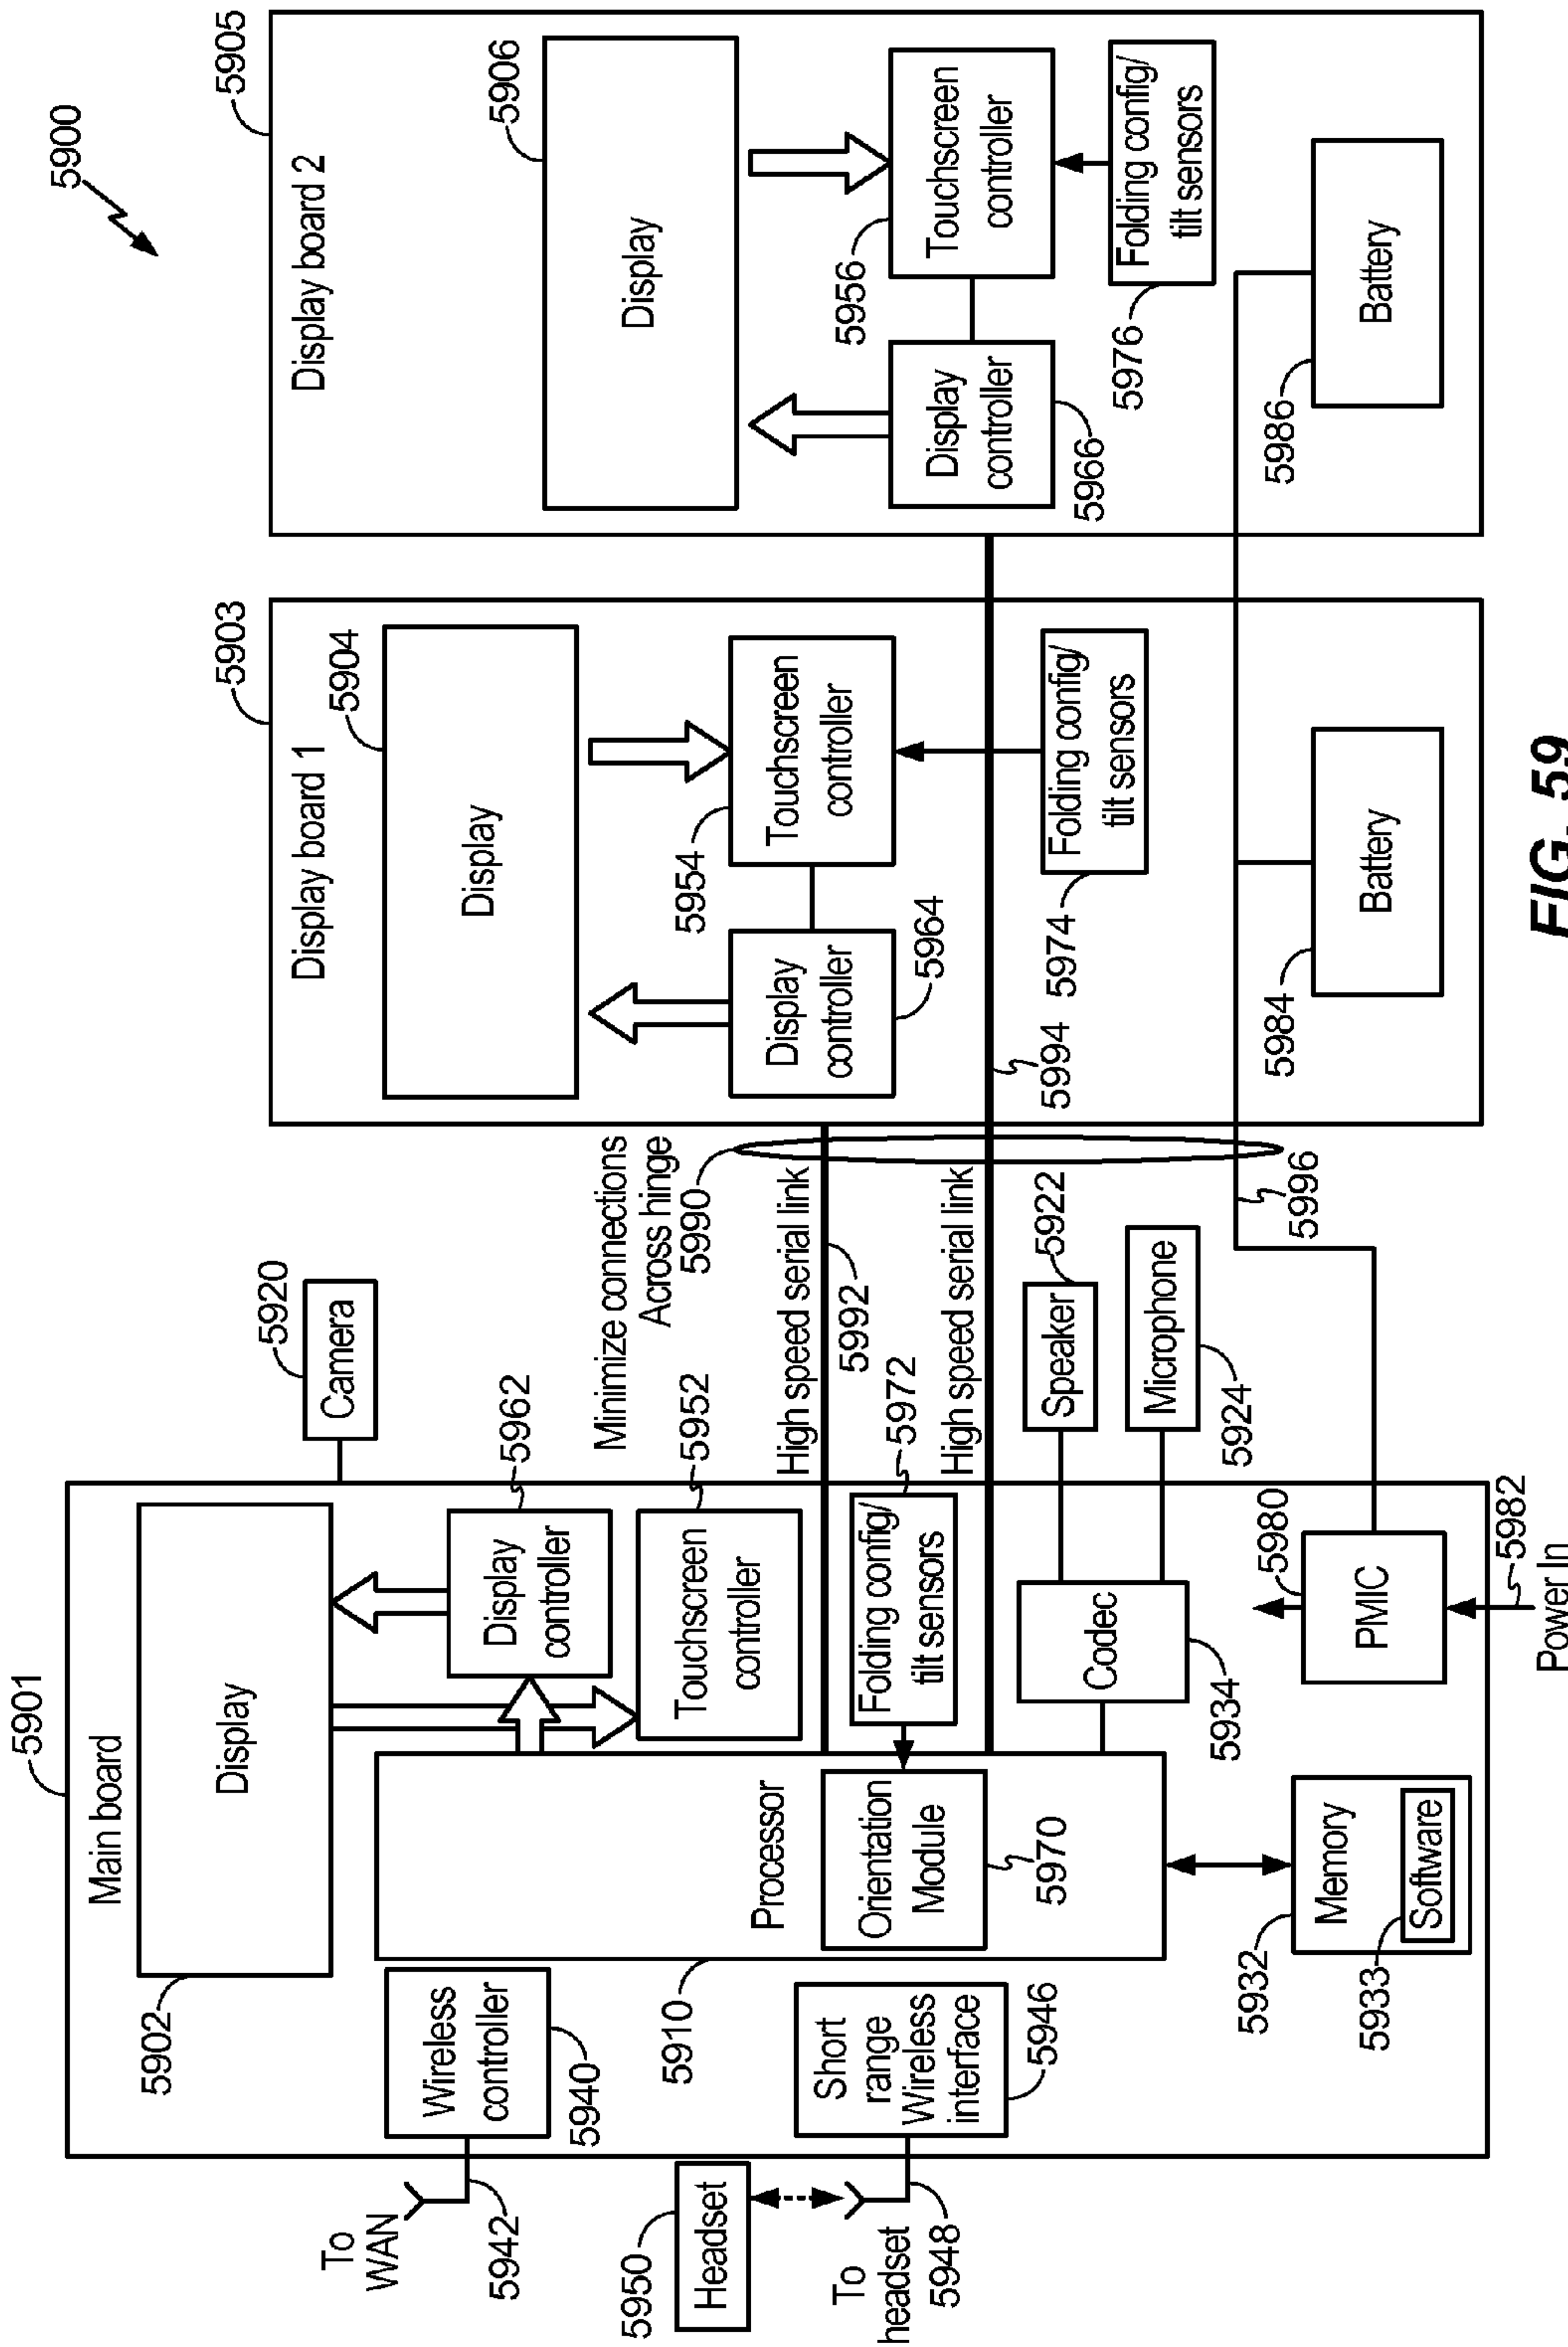 5900
5901
Main board
Display
5902
Display
controller
5962
Touchscreen
controller
5952
Camera
5920
Wireless
controller
5940
To
WAN
5942
Processor
5910
Orientation
Module
5970
Folding config/
tilt sensors
5972
Short
range
Wireless
interface
5946
Headset
5950
To
headset
5948
Codec
5934
Speaker
5922
Microphone
5924
Memory
5932
Software
5933
PMIC
5980
5982
Power In
Minimize connections
Across hinge
5990
High speed serial link
5992
High speed serial link
5994
5996
5903
Display board 1
5904
Display
Touchscreen
controller
5954
Display
controller
5964
Folding config/
tilt sensors
5974
Battery
5984
5905
Display board 2
5906
Display
Touchscreen
controller
5956
Display
controller
5966
Folding config/
tilt sensors
5976
Battery
5986
FIG. 59